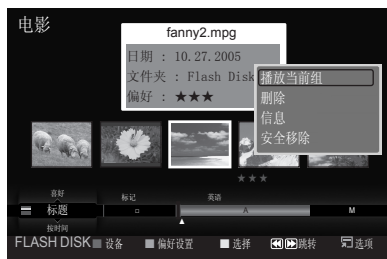 电影
fanny2.mpg
日期 : 10.27.2005
文件夹 : Flash Disk
偏好 : ★★★
播放当前组
删除
信息
安全移除
★★★
喜好
标记
英语
标题
A
M
按时间
FLASH DISK 设备 偏好设置 选择 跳转 选项